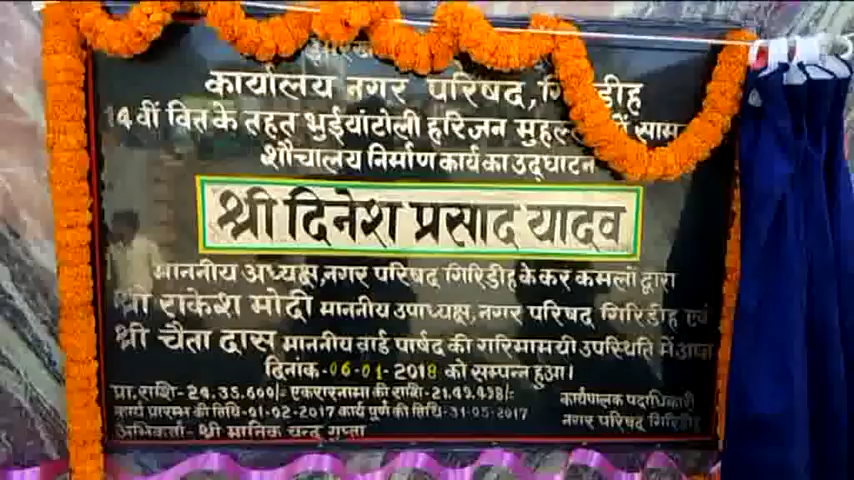 कार्यालय नगर परिषद,
14वीं वित के तहत भुईयांटोली हरिजन
शौचालय निर्माण कार्य का उद्घाटन
श्री दिनेश प्रसाद यादव
माननीय अध्यक्ष,नगर परिषद गिरिडीह के कर कमलों द्वारा
श्री राकेश मोदी माननीय उपाध्यक्ष,नगर परिषद गिरिडीह एवं
श्री चैता दास माननीय वार्ड पार्षद की गरिमामयी उपस्थिति में आज
दिनांक-06-01-2018 को सम्पन्न हुआ।
प्रा.राशि-24.35.600/= एकरारनामा की राशि-21.49.498/=
कार्यपालक पदाधिकारी
कार्य प्रारम्भ की तिथि-01-02-2017 कार्य पुर्ण की तिथि-31-05-2017
नगर परिषद गिरिडीह
अभिकर्ता-श्री मानिक चन्द गुप्ता